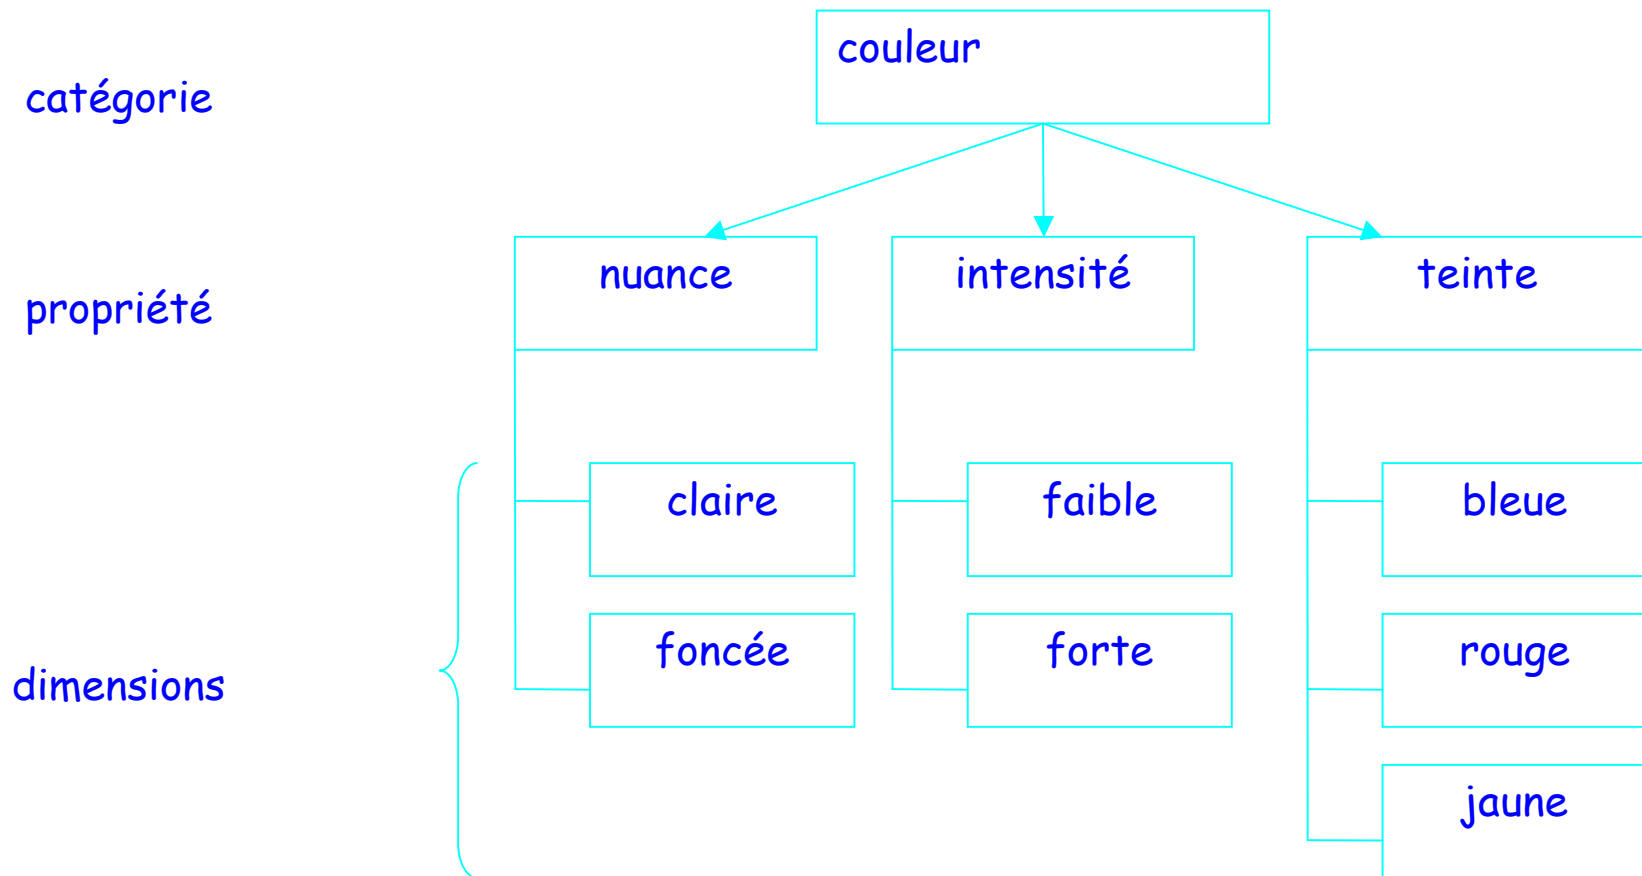 couleur
catégorie
nuance
intensité
teinte
propriété
claire
faible
bleue
foncée
forte
rouge
dimensions
jaune